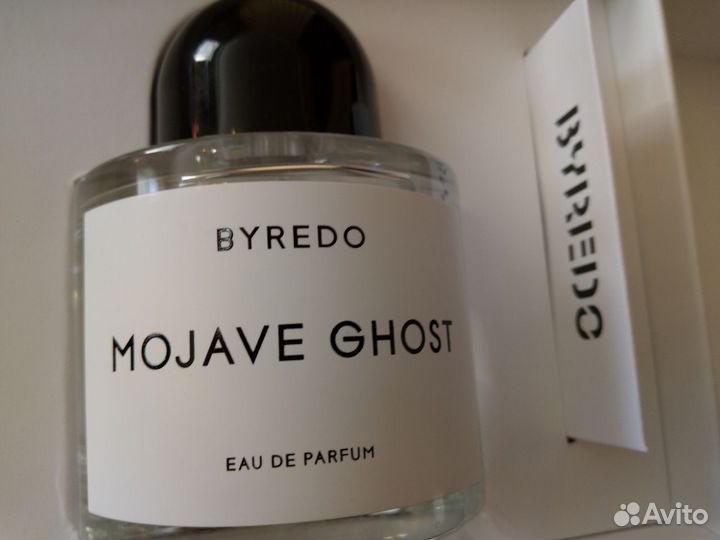 BYREDO
MOJAVE GHOST
EAU DE PARFUM
BYREDO
Avito